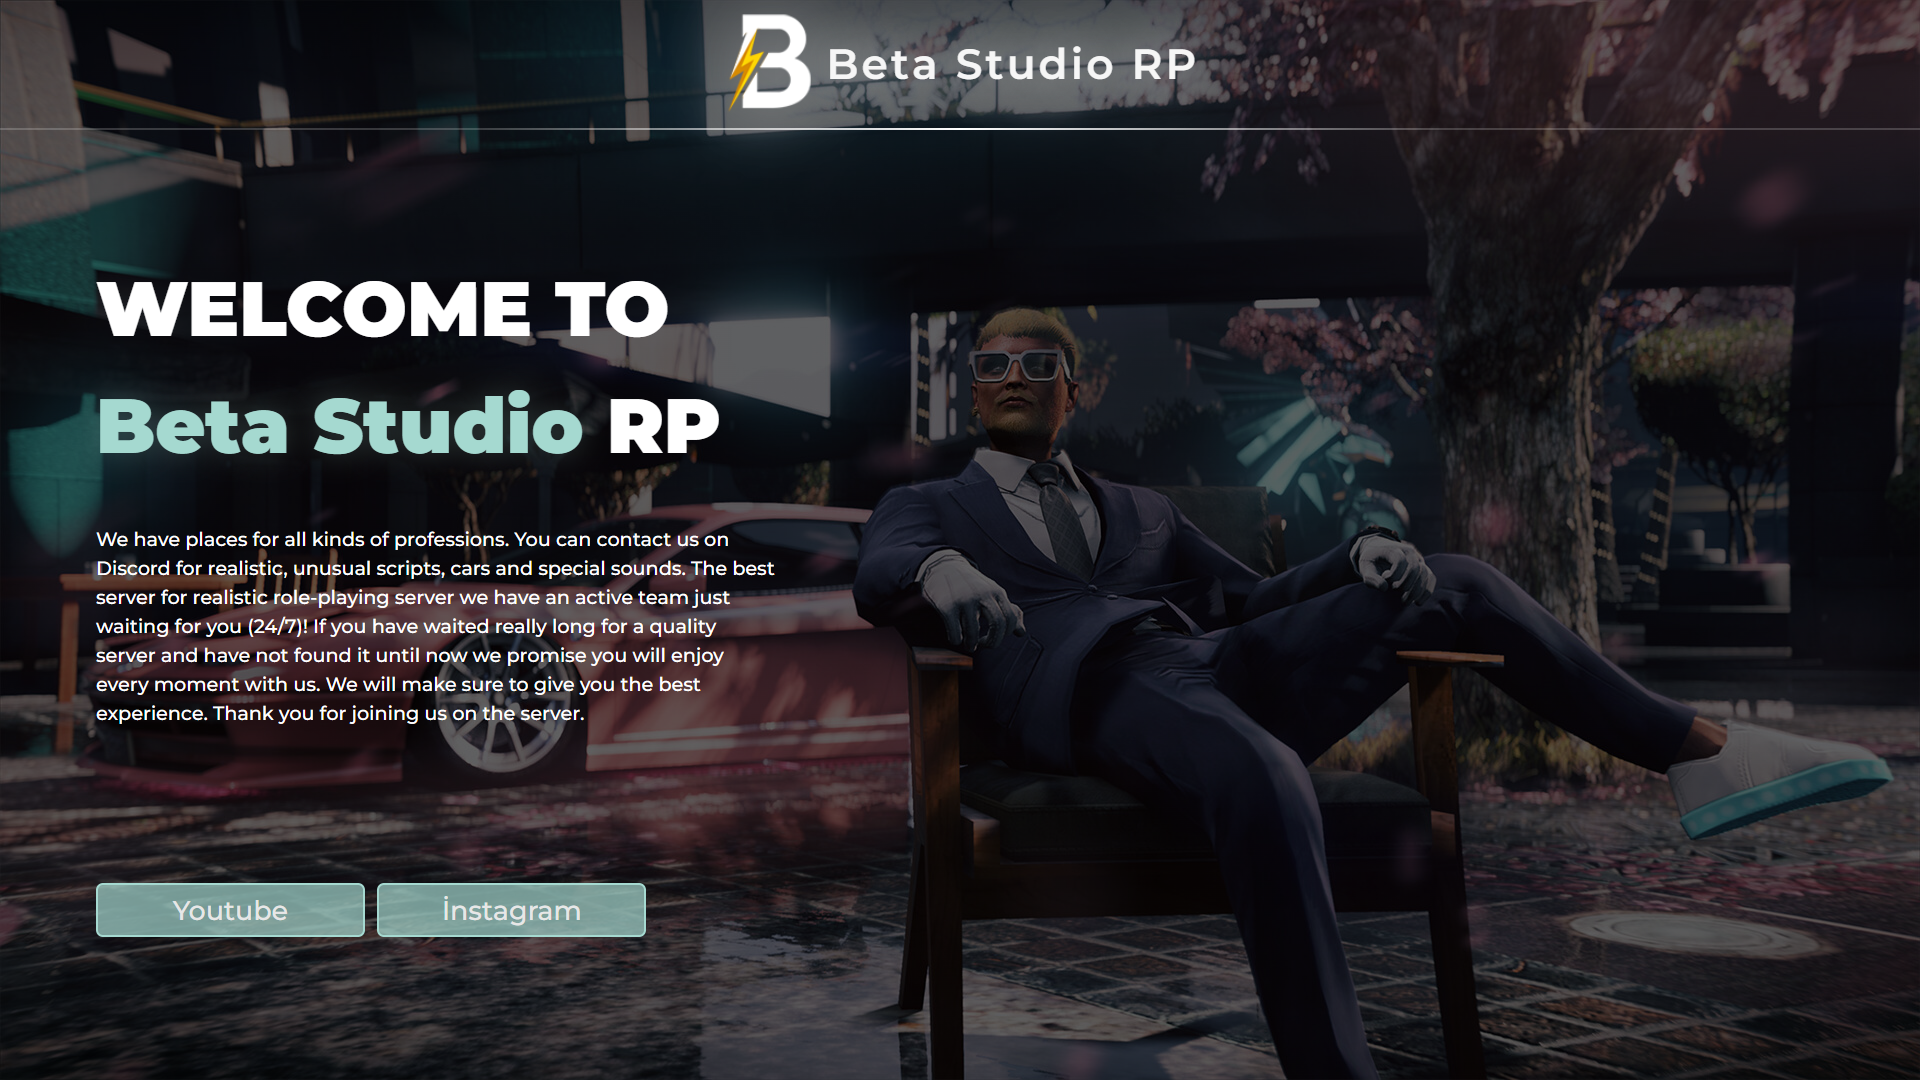 B Beta Studio RP
WELCOME TO
Beta Studio RP
We have places for all kinds of professions. You can contact us on
Discord for realistic, unusual scripts, cars and special sounds. The best
server for realistic role-playing server we have an active team just
waiting for you (24/7)! If you have waited really long for a quality
server and have not found it until now we promise you will enjoy
every moment with us. We will make sure to give you the best
experience. Thank you for joining us on the server.
Youtube
İnstagram